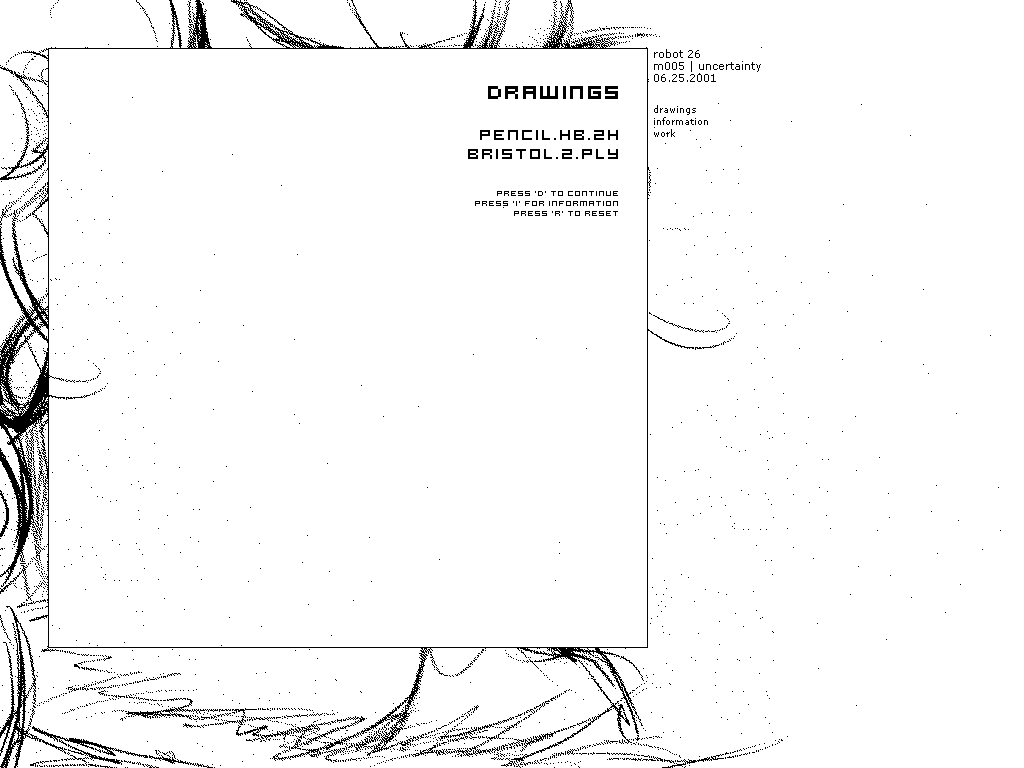 DRAWINGS
PENCIL.HB.2H
BRISTOL.2.PLY
PRESS 'D' TO CONTINUE
PRESS 'I' FOR INFORMATION
PRESS 'R' TO RESET
robot 26
m005 | uncertainty
06.25.2001
drawings
information
work